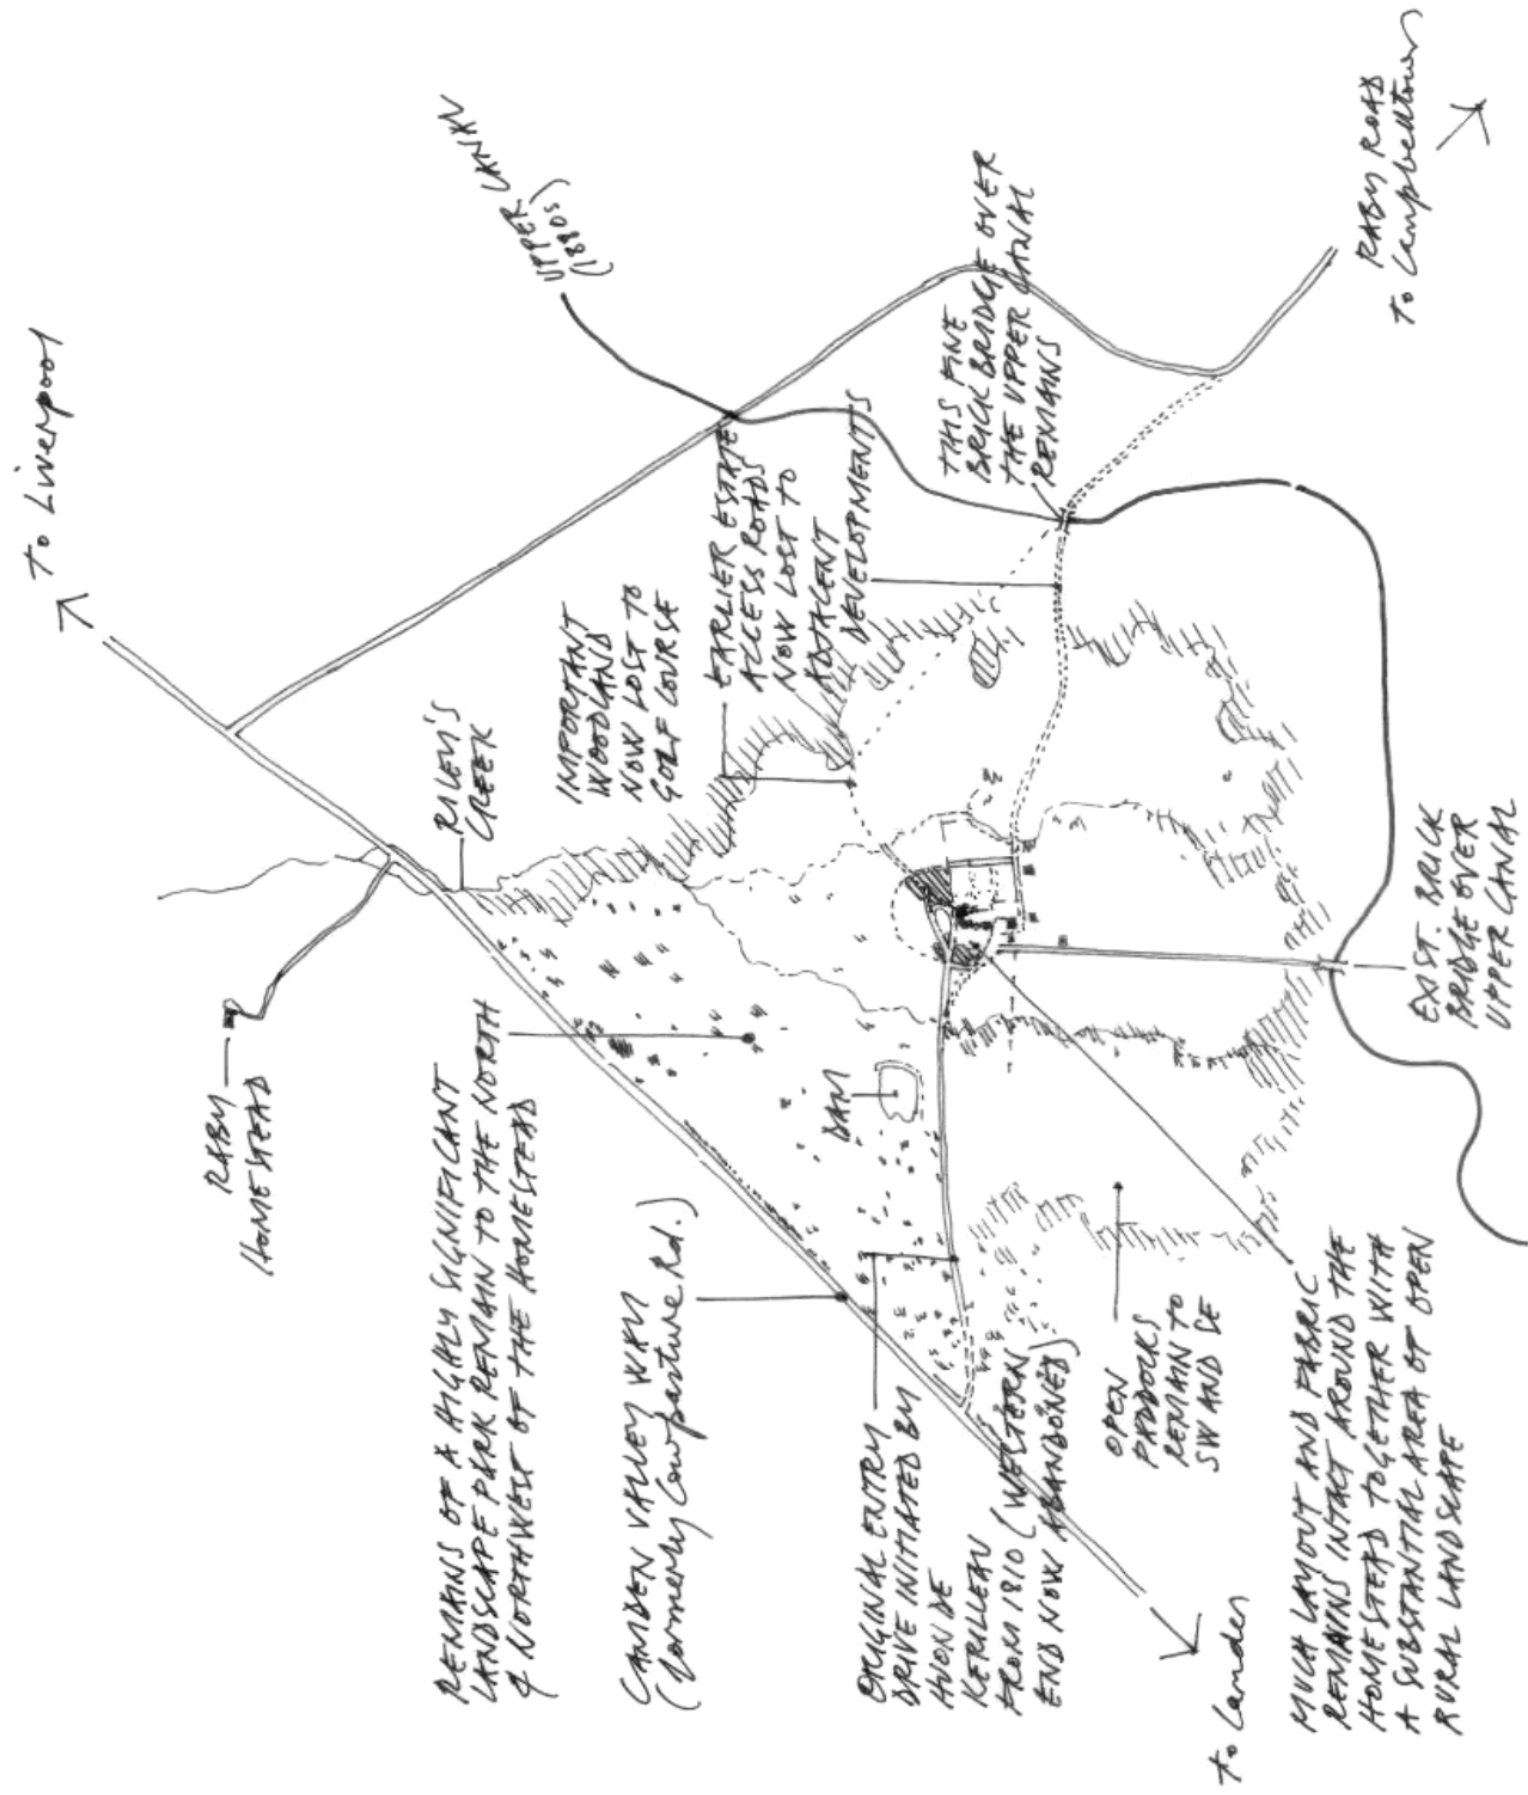 RABY
HOMESTEAD
REMAINS OF A HIGHLY SIGNIFICANT
LANDSCAPE PARK REMAIN TO THE NORTH
& NORTHWEST OF THE HOMESTEAD
CAMDEN VALLEY WAY
(formerly Cowpasture Rd.)
ORIGINAL ENTRY
DRIVE INITIATED BY
HUON DE
KERILLEAU
FROM 1810 (WESTERN
END NOW ABANDONED)
To Camden
OPEN
PADDOCKS
REMAIN TO
SW AND SE
MUCH LAYOUT AND FABRIC
REMAINS INTACT AROUND THE
HOMESTEAD TOGETHER WITH
A SUBSTANTIAL AREA OF OPEN
RURAL LANDSCAPE
DAM
RILEY'S
CREEK
To Liverpool
IMPORTANT
WOODLAND
NOW LOST TO
GOLF COURSE
EARLIER ESTATE
ACCESS ROADS
NOW LOST TO
ADJACENT
DEVELOPMENTS
UPPER CANAL
(1880s)
THIS FINE
BRICK BRIDGE OVER
THE UPPER CANAL
REMAINS
EXIST. BRICK
BRIDGE OVER
UPPER CANAL
RABY ROAD
To Campbelltown